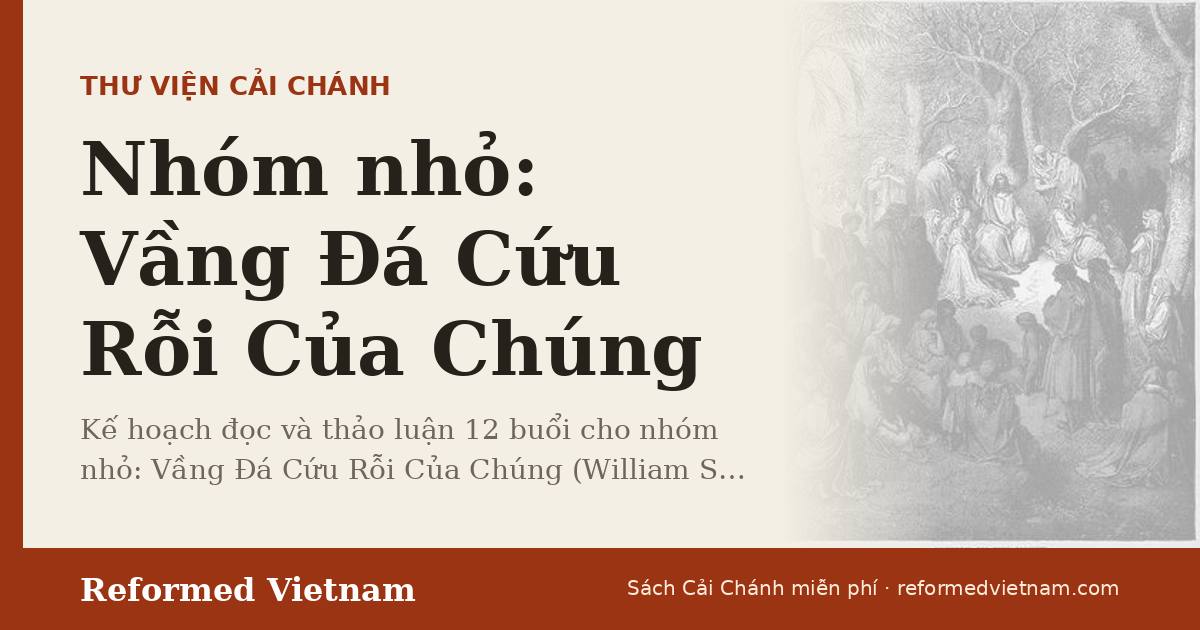 THƯ VIỆN CẢI CHÁNH
Nhóm nhỏ:
Vầng Đá Cứu
Rỗi Của Chúng
Kế hoạch đọc và thảo luận 12 buổi cho nhóm
nhỏ: Vầng Đá Cứu Rỗi Của Chúng (William S…
Reformed Vietnam
Sách Cải Chánh miễn phí · reformedvietnam.com